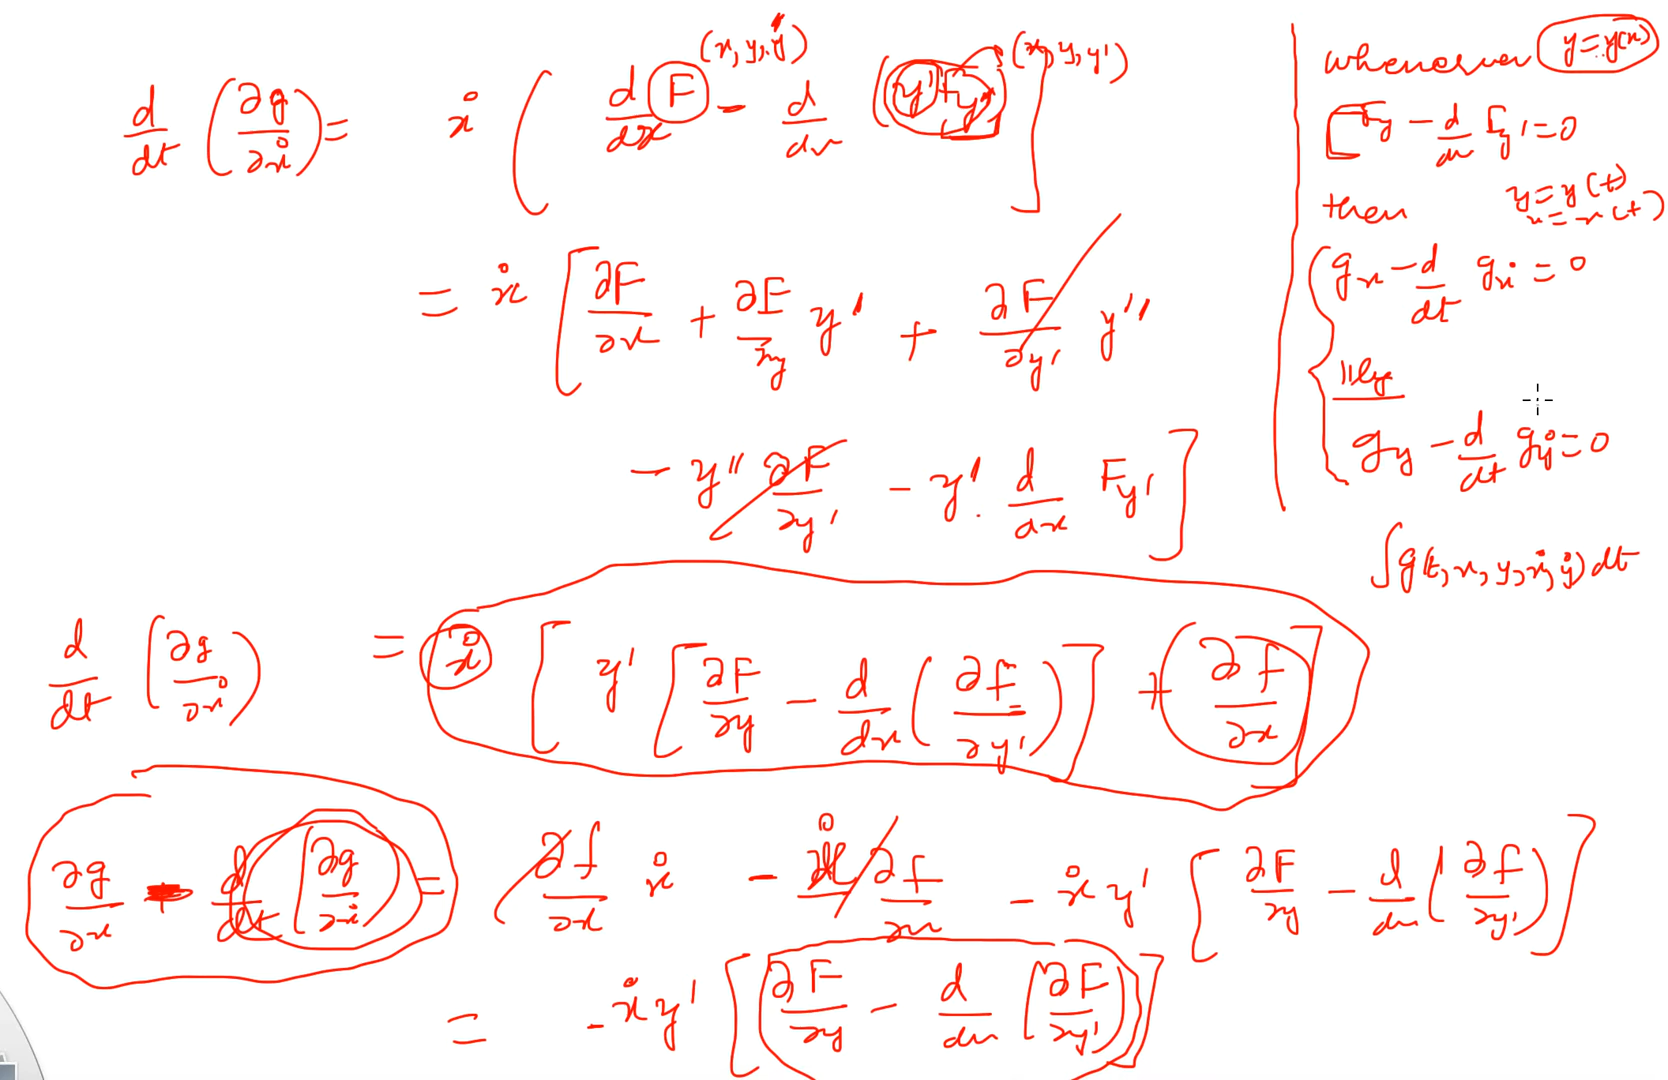 d/dt (∂g/∂ẋ) = ẋ ( d/dx F (x, y, ẏ) - d/dx (y' F_y') (x, y, y') ]
= ẋ [ ∂F/∂x + ∂F/∂y y' + ∂F/∂y' y''
- y'' ∂F/∂y' - y'. d/dx F_y' ]
d/dt (∂g/∂ẋ) = ẋ [ y' [ ∂F/∂y - d/dx (∂f/∂y') ] + (∂f/∂x) ]
∂g/∂x - d/dt (∂g/∂ẋ) = ∂f/∂x ẋ - ẋ ∂f/∂x - ẋ y' [ ∂F/∂y - d/dx (∂f/∂y') ]
= - ẋ y' [ ∂F/∂y - d/dx (∂F/∂y') ]
whenever y = y(x)
F_y - d/dx F_y' = 0
then y = y(t)
x = x(t)
g_x - d/dt g_ẋ = 0
llly
g_y - d/dt g_ẏ = 0
∫ g(t, x, y, ẋ, ẏ) dt